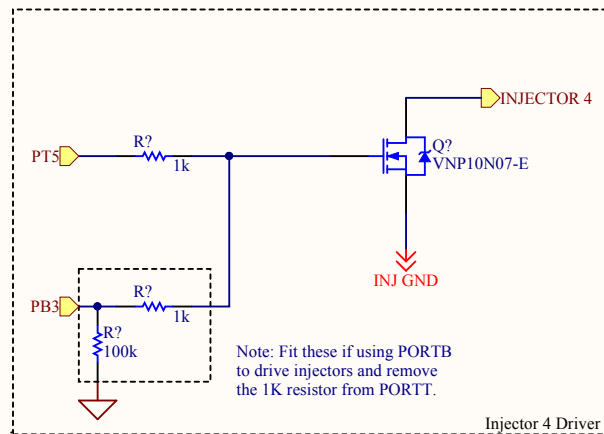 INJECTOR 4
R?
PT5
1k
Q?
VNP10N07-E
INJ GND
R?
PB3
1k
R?
100k
Note: Fit these if using PORTB
to drive injectors and remove
the 1K resistor from PORTT.
Injector 4 Driver